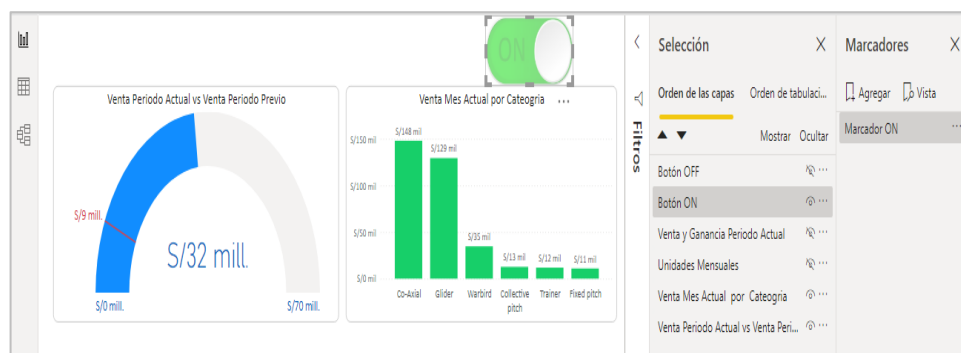 ON
Venta Periodo Actual vs Venta Periodo Previo
S/9 mill.
S/32 mill.
S/0 mill.
S/70 mill.
Venta Mes Actual por Cateogria
S/150 mil
S/100 mil
S/50 mil
S/0 mil
S/148 mil
S/129 mil
S/35 mil
S/13 mil
S/12 mil
S/11 mil
Co-Axial
Glider
Warbird
Collective
pitch
Trainer
Fixed pitch
Filtros
Selección
Orden de las capas
Orden de tabulaci...
Mostrar
Ocultar
Botón OFF
Botón ON
Venta y Ganancia Periodo Actual
Unidades Mensuales
Venta Mes Actual por Cateogria
Venta Periodo Actual vs Venta Peri...
Marcadores
Agregar
Vista
Marcador ON